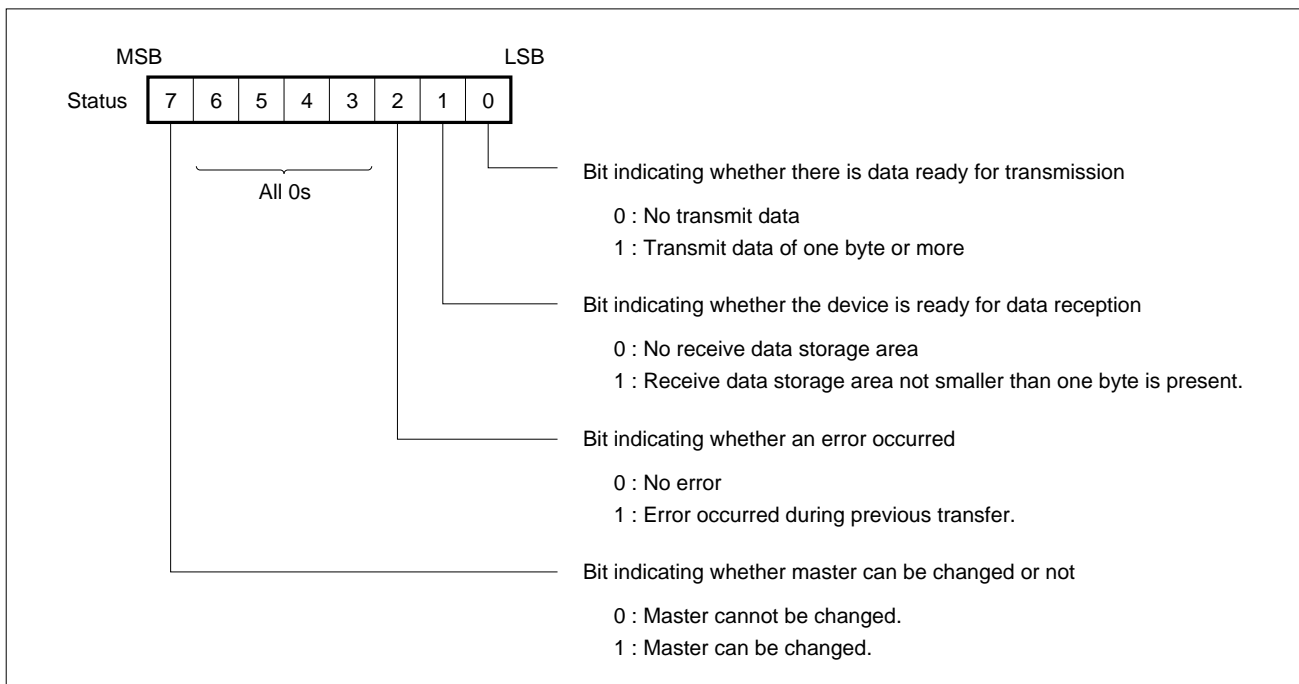 MSB LSB
Status 7 6 5 4 3 2 1 0
Bit indicating whether there is data ready for transmission
All 0s
0 : No transmit data
1 : Transmit data of one byte or more
Bit indicating whether the device is ready for data reception
0 : No receive data storage area
1 : Receive data storage area not smaller than one byte is present.
Bit indicating whether an error occurred
0 : No error
1 : Error occurred during previous transfer.
Bit indicating whether master can be changed or not
0 : Master cannot be changed.
1 : Master can be changed.